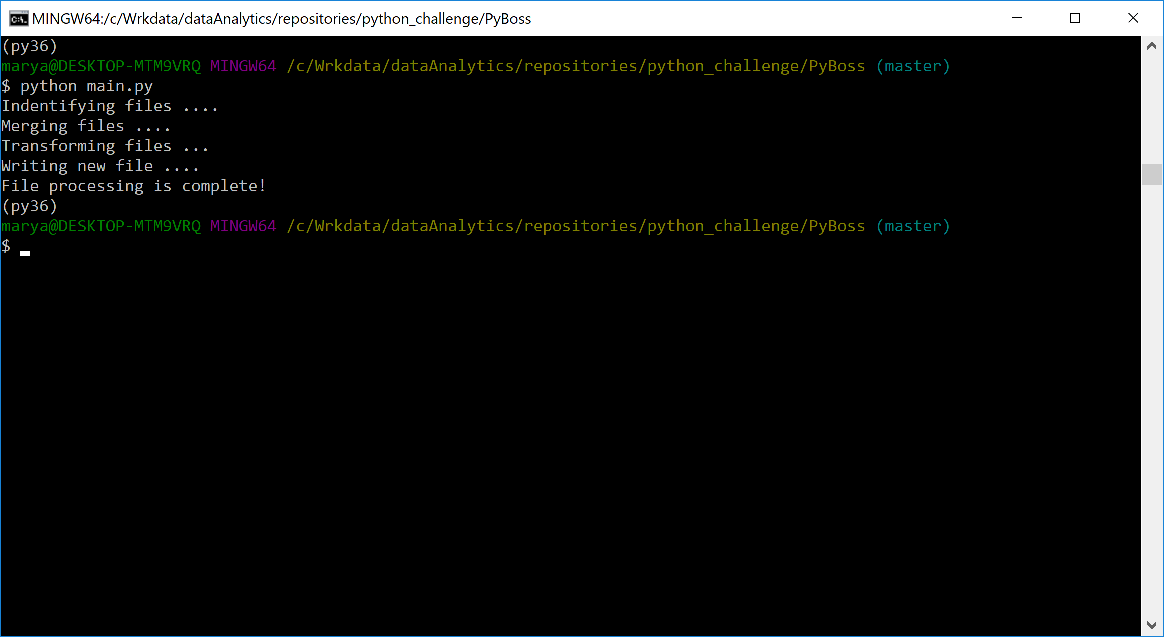 MINGW64:/c/Wrkdata/dataAnalytics/repositories/python_challenge/PyBoss
(py36)
marya@DESKTOP-MTM9VRQ MINGW64 /c/Wrkdata/dataAnalytics/repositories/python_challenge/PyBoss (master)
$ python main.py
Indentifying files ....
Merging files ....
Transforming files ...
Writing new file ....
File processing is complete!
(py36)
marya@DESKTOP-MTM9VRQ MINGW64 /c/Wrkdata/dataAnalytics/repositories/python_challenge/PyBoss (master)
$